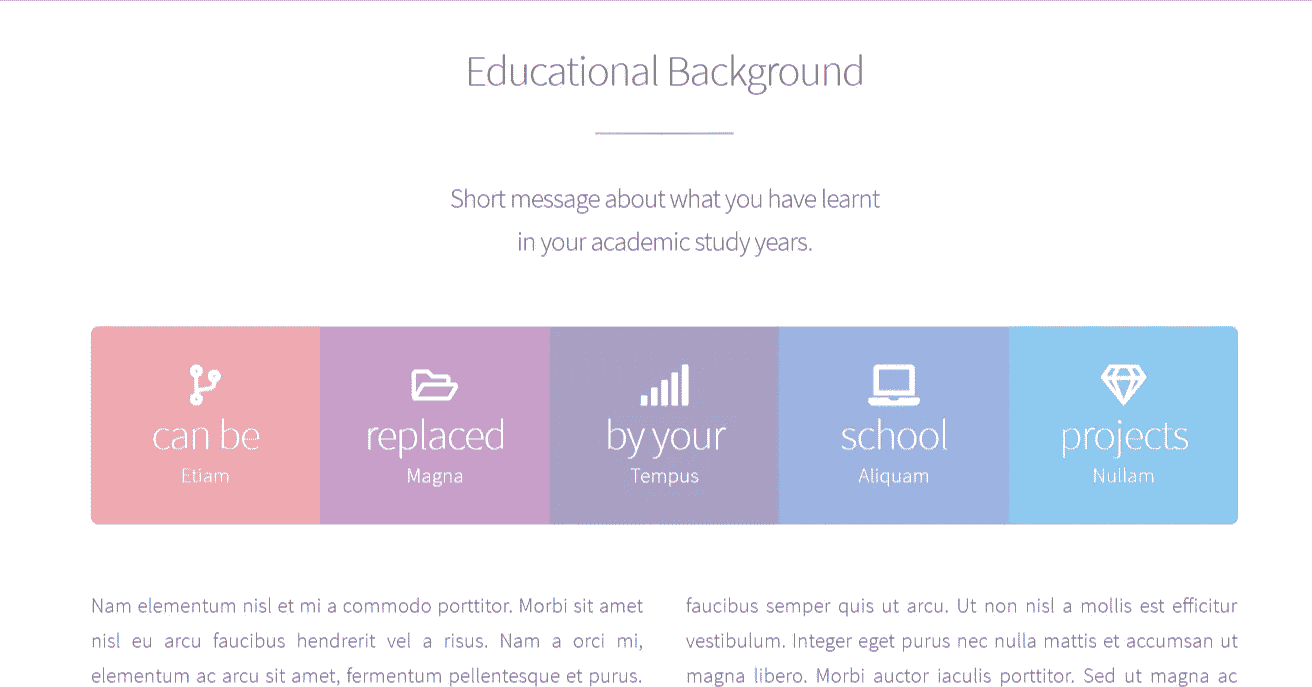 Educational Background
Short message about what you have learnt
in your academic study years.
can be
Etiam
replaced
Magna
by your
Tempus
school
Aliquam
projects
Nullam
Nam elementum nisl et mi a commodo porttitor. Morbi sit amet
nisl eu arcu faucibus hendrerit vel a risus. Nam a orci mi,
elementum ac arcu sit amet, fermentum pellentesque et purus.
faucibus semper quis ut arcu. Ut non nisl a mollis est efficitur
vestibulum. Integer eget purus nec nulla mattis et accumsan ut
magna libero. Morbi auctor iaculis porttitor. Sed ut magna ac